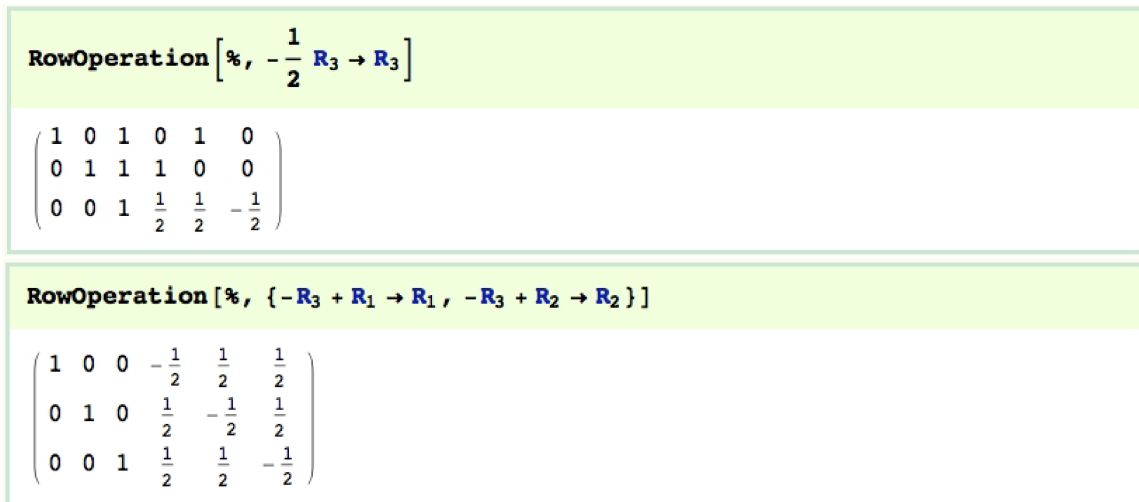 RowOperation[%, -1/2 R₃ → R₃]
1 0 1 0 1 0
0 1 1 1 0 0
0 0 1 1/2 1/2 -1/2
RowOperation[%, {-R₃ + R₁ → R₁, -R₃ + R₂ → R₂}]
1 0 0 -1/2 1/2 1/2
0 1 0 1/2 -1/2 1/2
0 0 1 1/2 1/2 -1/2